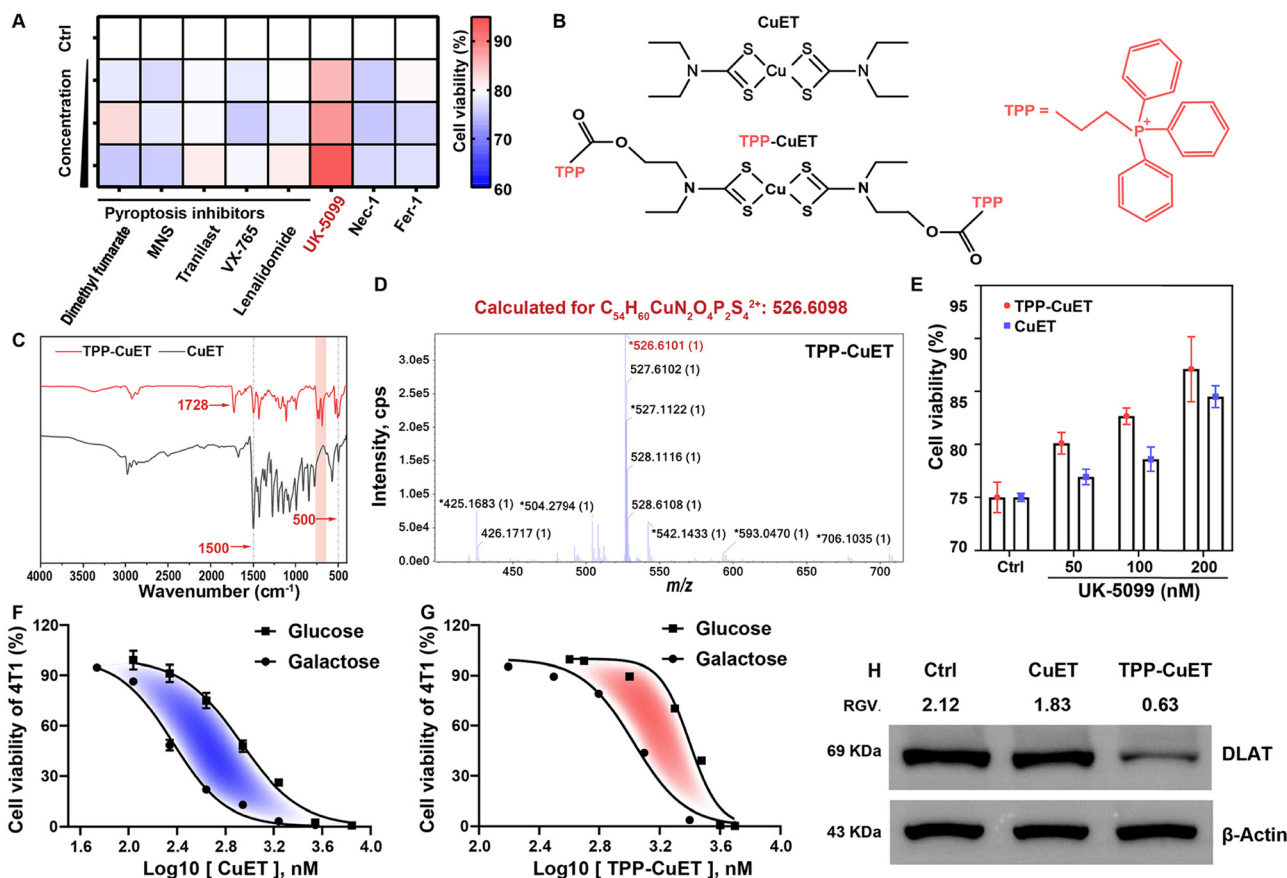 A
Ctrl
Concentration
Pyroptosis inhibitors
Dimethyl fumarate
MNS
Tranilast
VX-765
Lenalidomide
UK-5099
Nec-1
Fer-1
90
80
70
60
Cell viability (%)
B
CuET
N
S
S
Cu
S
S
N
TPP-CuET
O
O
TPP
N
S
S
Cu
S
S
N
TPP
O
O
TPP =
P+
C
TPP-CuET
CuET
1728
500
1500
4000 3000 2500 2000 1500 1000 500
Wavenumber (cm-1)
D
Calculated for C54H60CuN2O4P2S4 2+: 526.6098
TPP-CuET
Intensity, cps
3.0e5
2.5e5
2.0e5
1.5e5
1.0e5
5.0e4
0.0e0
*526.6101 (1)
527.6102 (1)
*527.1122 (1)
528.1116 (1)
*425.1683 (1)
*504.2794 (1)
528.6108 (1)
426.1717 (1)
*542.1433 (1)
*593.0470 (1)
*706.1035 (1)
450 500 550 600 650 700
m/z
E
TPP-CuET
CuET
Cell viability (%)
95
90
85
80
75
70
Ctrl
50
100
200
UK-5099 (nM)
F
Cell viability of 4T1 (%)
120
90
60
30
0
Glucose
Galactose
1.6 2.0 2.4 2.8 3.2 3.6 4.0
Log10 [ CuET ], nM
G
Cell viability of 4T1 (%)
120
90
60
30
0
Glucose
Galactose
2.0 2.4 2.8 3.2 3.6 4.0
Log10 [ TPP-CuET ], nM
H
Ctrl CuET TPP-CuET
RGV. 2.12 1.83 0.63
69 KDa
DLAT
43 KDa
β-Actin